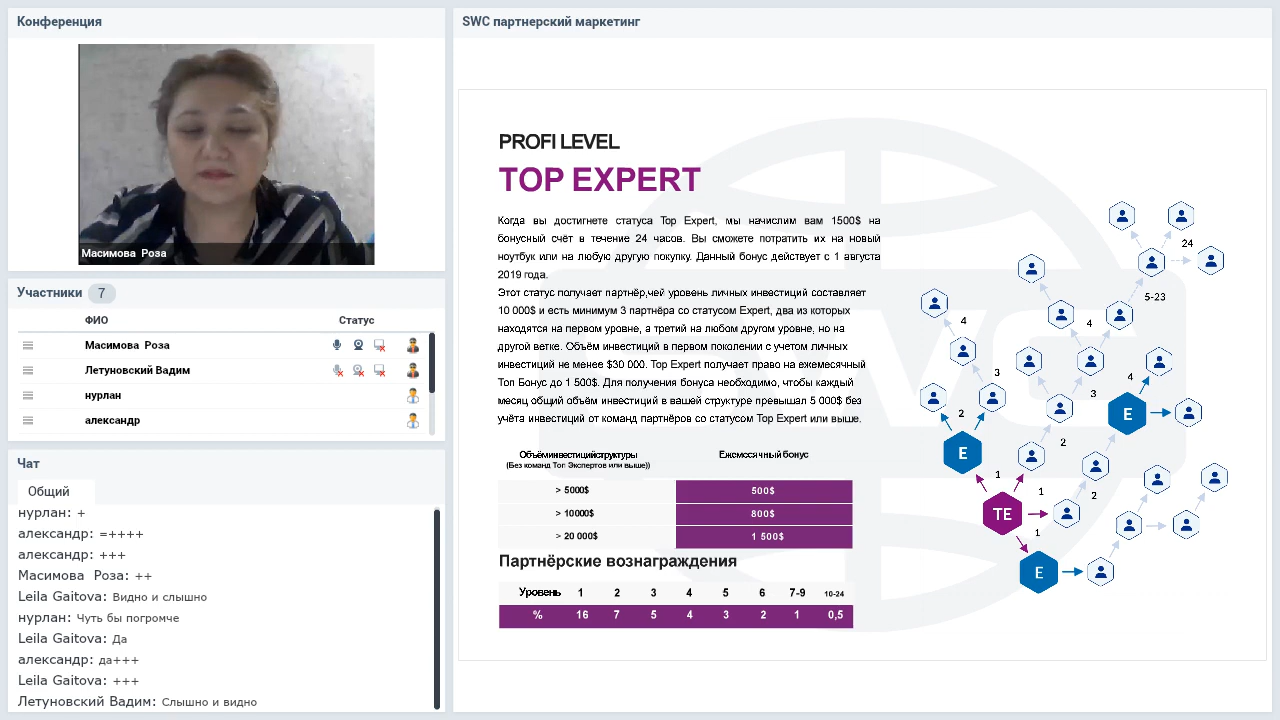 Конференция
Масимова Роза
Участники 7
ФИО Статус
Масимова Роза
Летуновский Вадим
нурлан
александр
Чат
Общий
нурлан: +
александр: =++++
александр: +++
Масимова Роза: ++
Leila Gaitova: Видно и слышно
нурлан: Чуть бы погромче
Leila Gaitova: Да
александр: да+++
Leila Gaitova: +++
Летуновский Вадим: Слышно и видно
SWC партнерский маркетинг
PROFI LEVEL
TOP EXPERT
Когда вы достигнете статуса Top Expert, мы начислим вам 1500$ на
бонусный счёт в течение 24 часов. Вы сможете потратить их на новый
ноутбук или на любую другую покупку. Данный бонус действует с 1 августа
2019 года.
Этот статус получает партнёр,чей уровень личных инвестиций составляет
10 000$ и есть минимум 3 партнёра со статусом Expert, два из которых
находятся на первом уровне, а третий на любом другом уровне, но на
другой ветке. Объём инвестиций в первом поколении с учетом личных
инвестиций не менее $30 000. Top Expert получает право на ежемесячный
Топ Бонус до 1 500$. Для получения бонуса необходимо, чтобы каждый
месяц общий объём инвестиций в вашей структуре превышал 5 000$ без
учёта инвестиций от команд партнёров со статусом Top Expert или выше.
Объёминвестицийструктуры Ежемесячный бонус
(Без команд Топ Экспертов или выше))
> 5000$ 500$
> 10000$ 800$
> 20 000$ 1 500$
Партнёрские вознаграждения
Уровень 1 2 3 4 5 6 7-9 10-24
% 16 7 5 4 3 2 1 0,5
24
5-23
4
4
3
4
3
2
E
E
2
1
1
2
TE
1
E